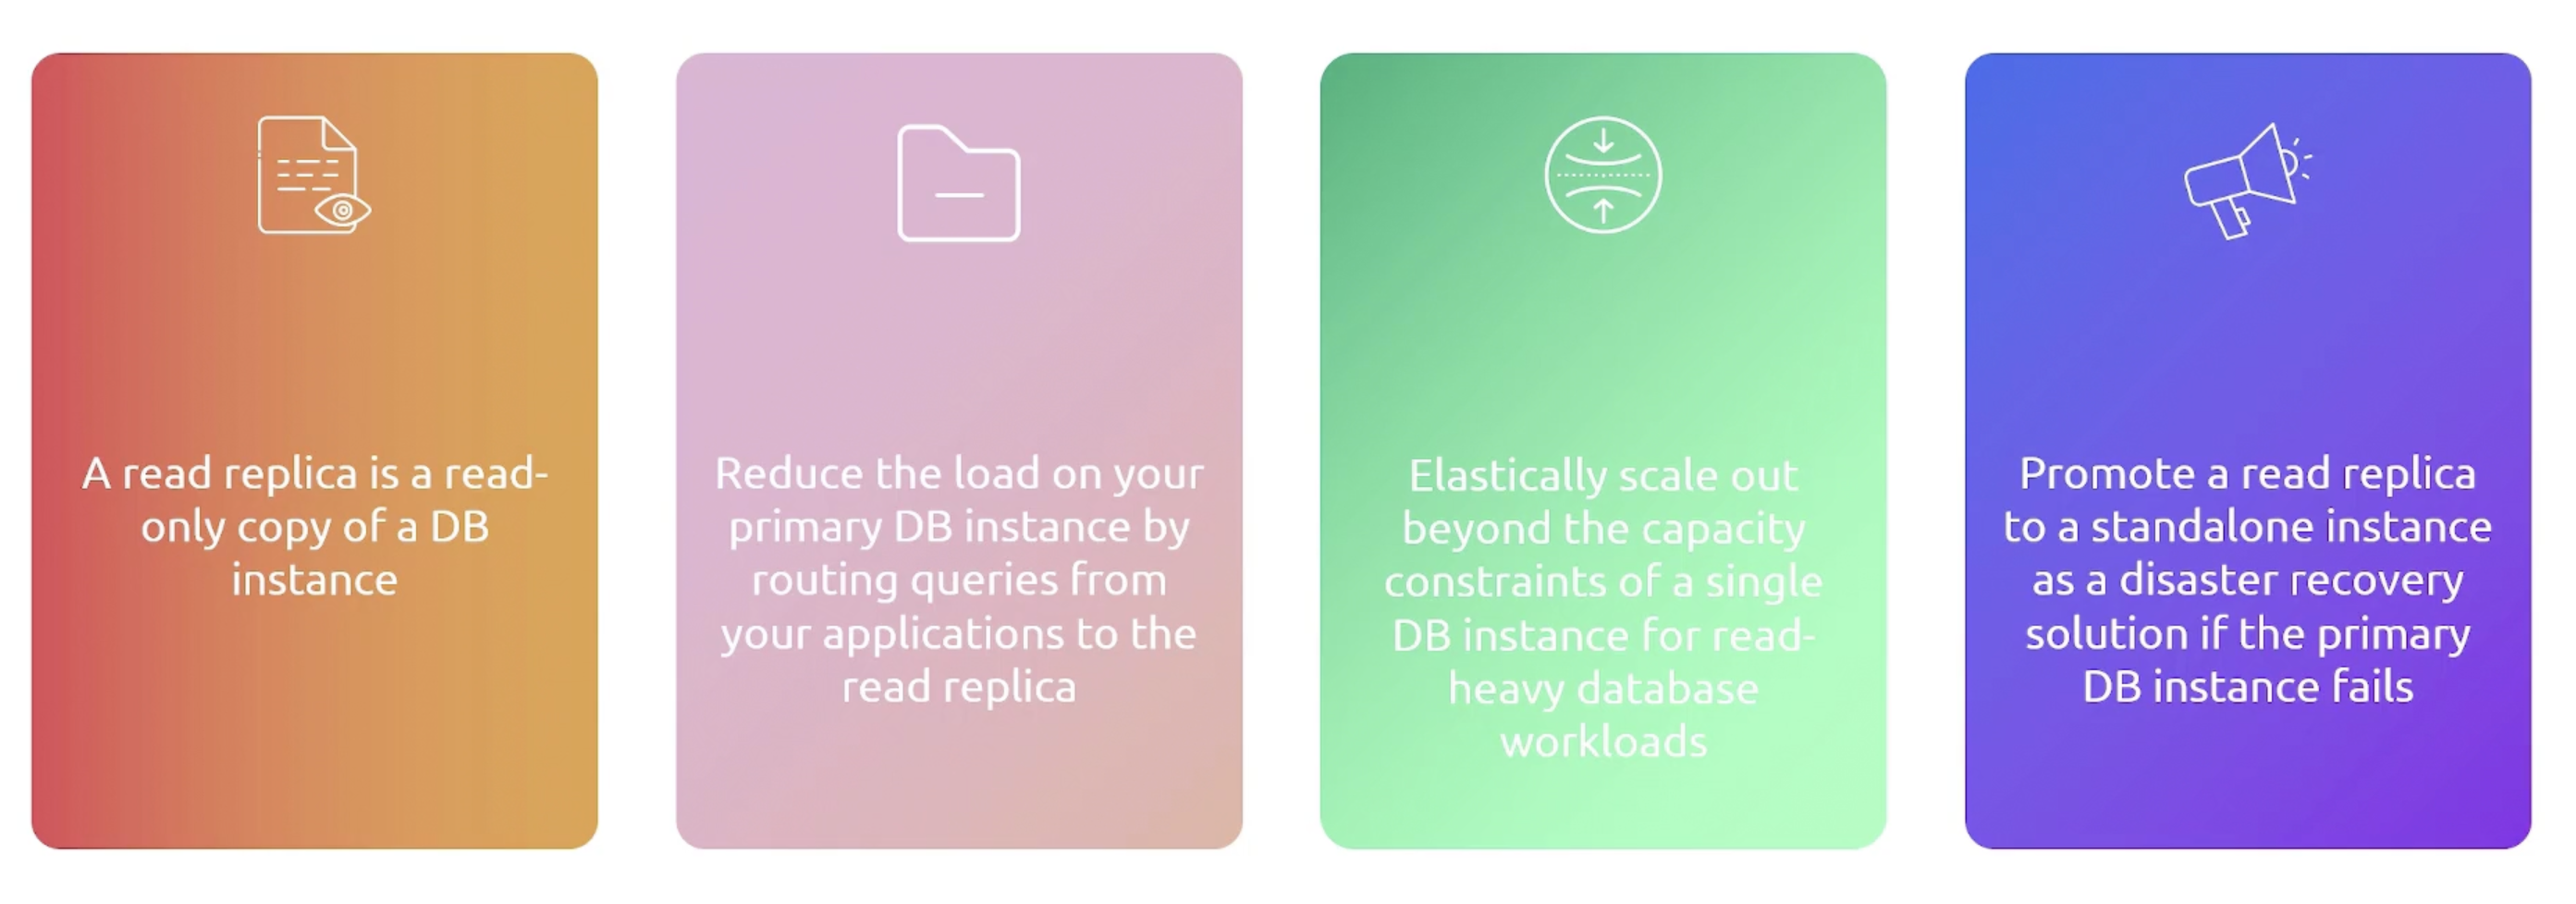 A read replica is a read-
only copy of a DB
instance
Reduce the load on your
primary DB instance by
routing queries from
your applications to the
read replica
Elastically scale out
beyond the capacity
constraints of a single
DB instance for read-
heavy database
workloads
Promote a read replica
to a standalone instance
as a disaster recovery
solution if the primary
DB instance fails